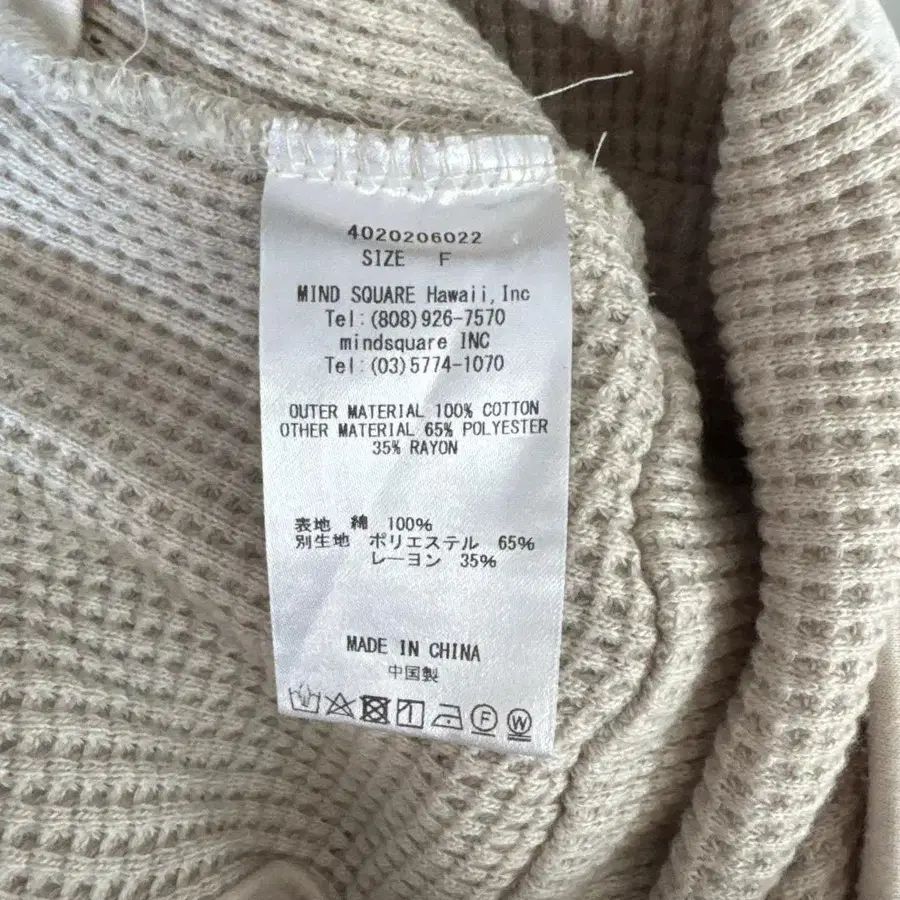 4020206022
SIZE F
MIND SQUARE Hawaii, Inc
Tel:(808)926-7570
mindsquare INC
Tel:(03)5774-1070
OUTER MATERIAL 100% COTTON
OTHER MATERIAL 65% POLYESTER
35% RAYON
表地 綿 100%
別生地 ポリエステル 65%
レーヨン 35%
MADE IN CHINA
中国製
F W